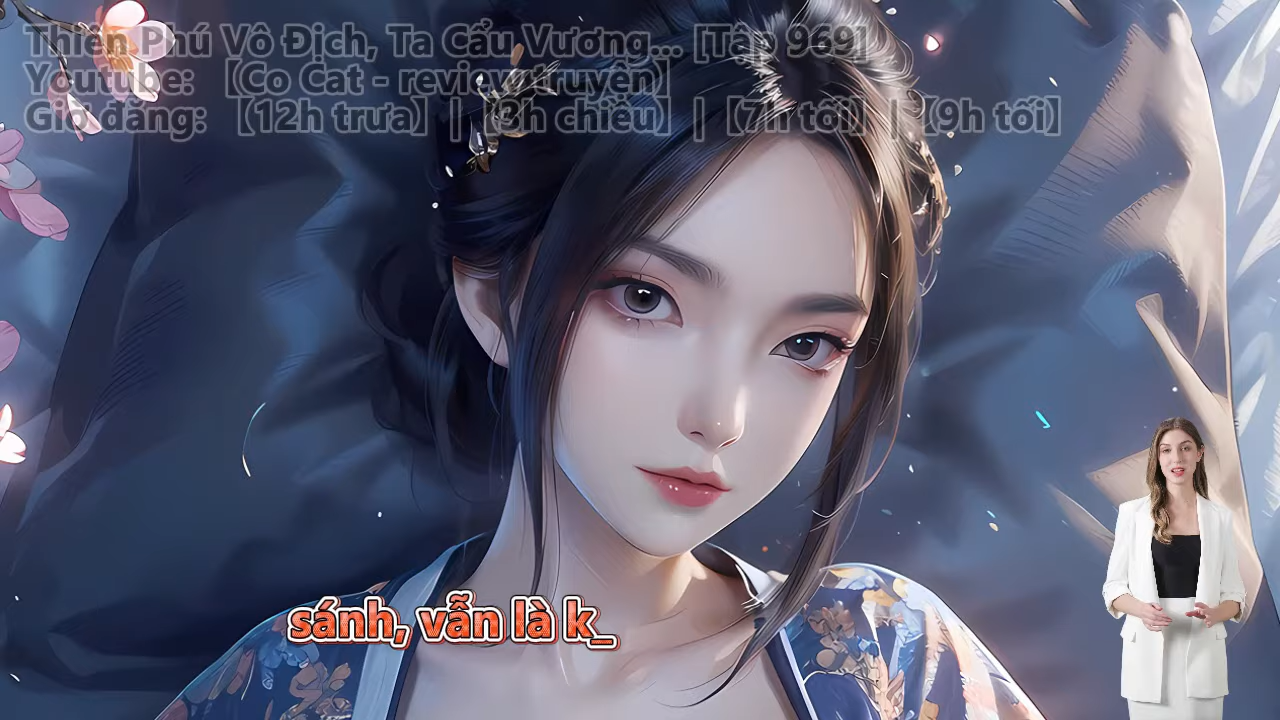 Thiên Phú Vô Địch, Ta Cẩu Vương... [Tập 969]
Youtube: 【Co Cat - review truyện】
Giờ đăng: 【12h trưa】 | 【 chiều】 | 【7h tối】 | 【9h tối】
sánh, vẫn là k_